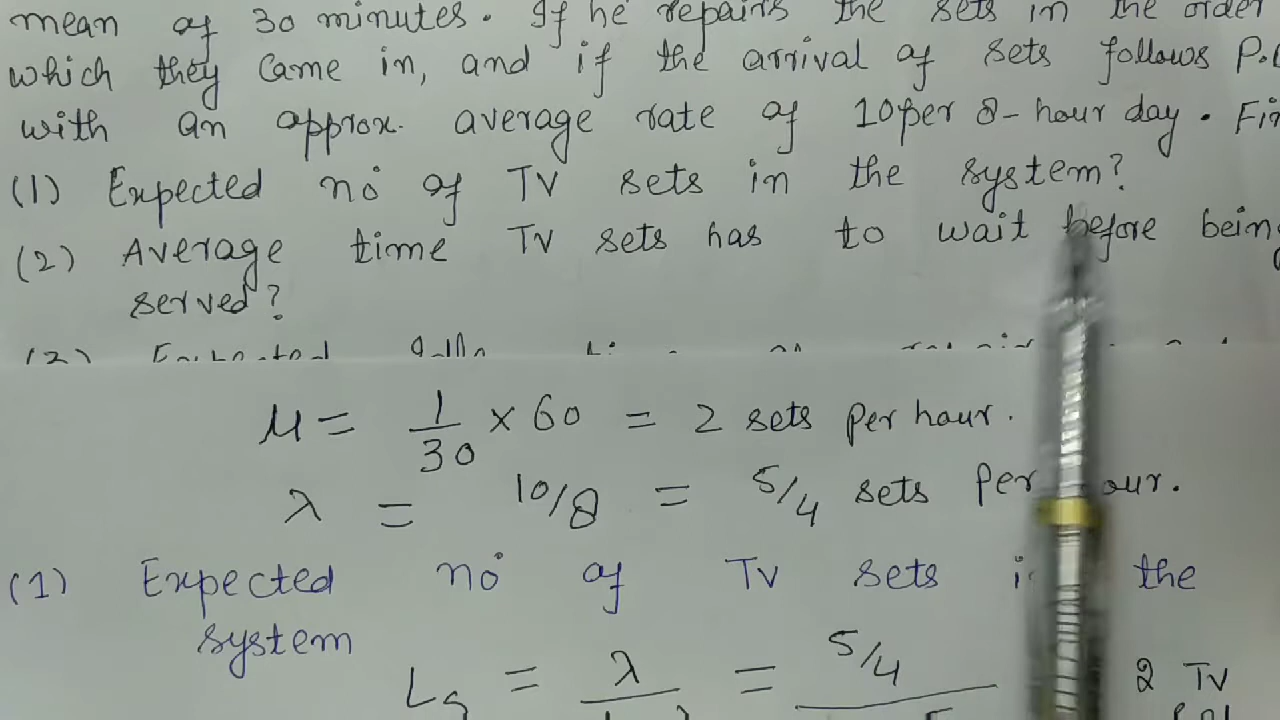 mean of 30 minutes. If he repairs the sets in the order
which they came in, and if the arrival of sets follows P.
with an approx. average rate of 10 per 8-hour day.
(1) Expected no of TV sets in the system?
(2) Average time TV sets has to wait before being
served?
μ = 1/30 × 60 = 2 sets per hour.
λ = 10/8 = 5/4 sets per our.
(1) Expected no of TV sets the
system
Ls = λ = 5/4 2 TV